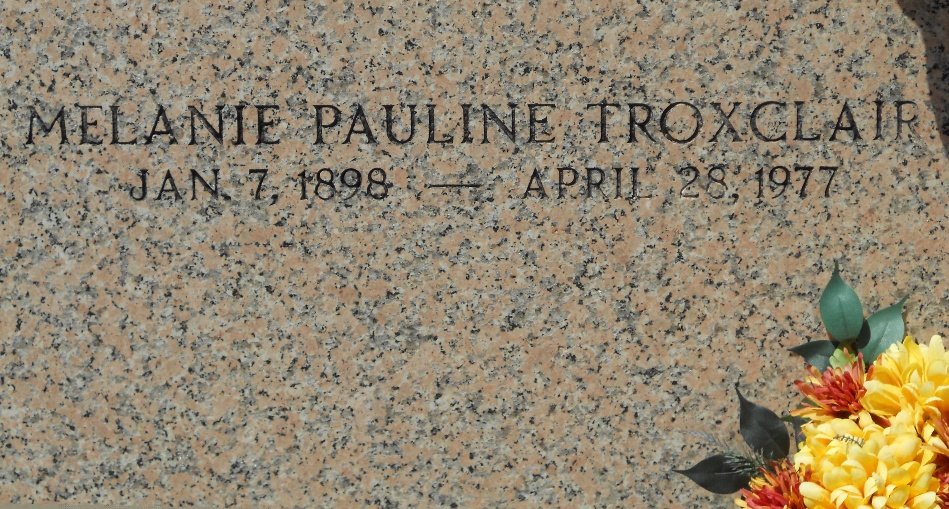 MELANIE PAULINE TROXCLAIR
JAN. 7, 1898 — APRIL 28, 1977